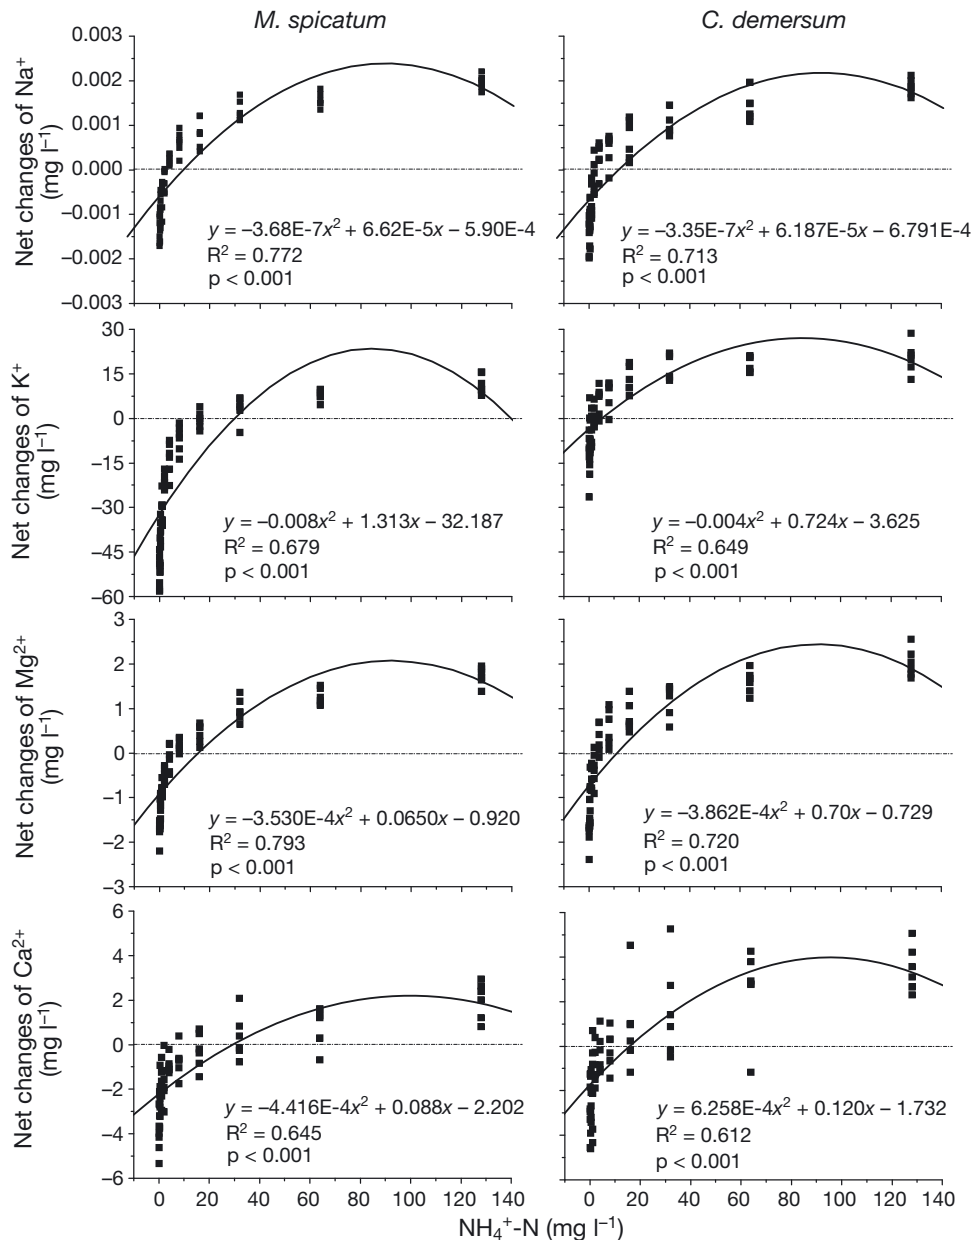 M. spicatum
C. demersum
Net changes of Na⁺
(mg l⁻¹)
0.003
0.002
0.001
0.000
−0.001
−0.002
−0.003
y = −3.68E-7x² + 6.62E-5x − 5.90E-4
R² = 0.772
p < 0.001
y = −3.35E-7x² + 6.187E-5x − 6.791E-4
R² = 0.713
p < 0.001
Net changes of K⁺
(mg l⁻¹)
30
15
0
−15
−30
−45
−60
y = −0.008x² + 1.313x − 32.187
R² = 0.679
p < 0.001
y = −0.004x² + 0.724x − 3.625
R² = 0.649
p < 0.001
Net changes of Mg²⁺
(mg l⁻¹)
3
2
1
0
−1
−2
−3
y = −3.530E-4x² + 0.0650x − 0.920
R² = 0.793
p < 0.001
y = −3.862E-4x² + 0.70x − 0.729
R² = 0.720
p < 0.001
Net changes of Ca²⁺
(mg l⁻¹)
6
4
2
0
−2
−4
−6
y = −4.416E-4x² + 0.088x − 2.202
R² = 0.645
p < 0.001
y = 6.258E-4x² + 0.120x − 1.732
R² = 0.612
p < 0.001
0 20 40 60 80 100 120 140
0 20 40 60 80 100 120 140
NH₄⁺-N (mg l⁻¹)